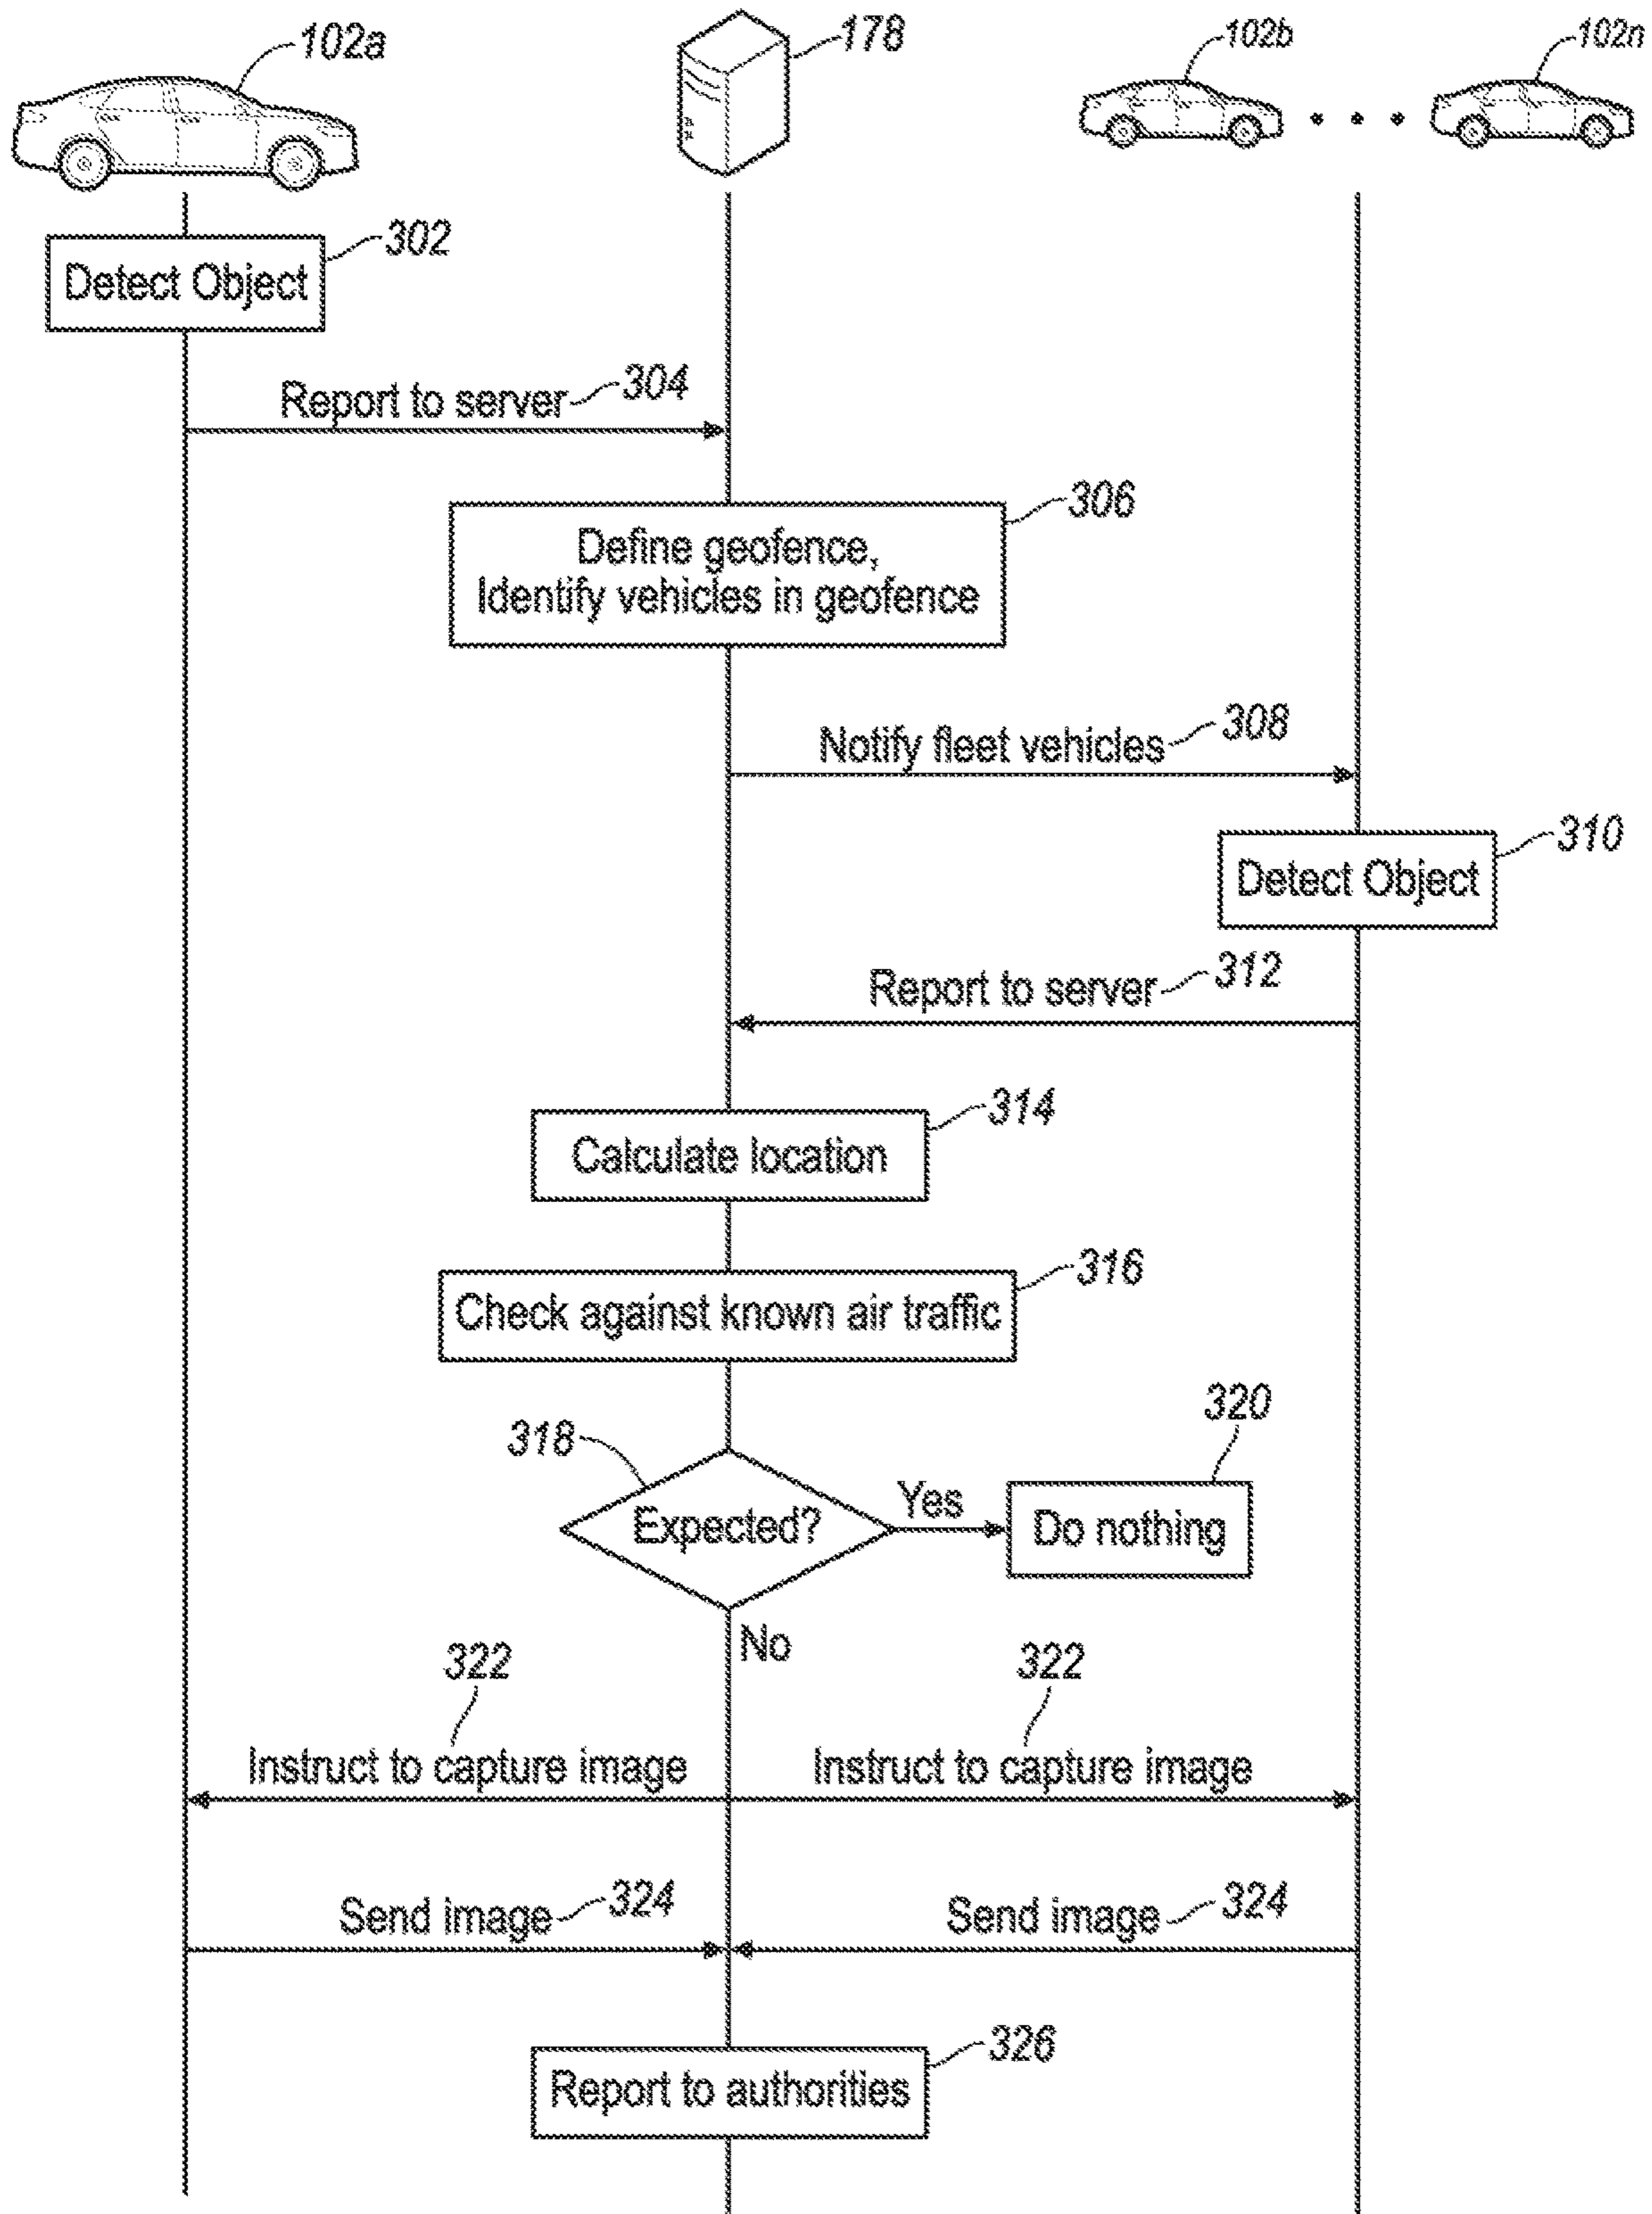 102a
178
102b
102n
302
Detect Object
Report to server
304
306
Define geofence,
Identify vehicles in geofence
Notify fleet vehicles
308
310
Detect Object
Report to server
312
314
Calculate location
316
Check against known air traffic
318
Expected?
Yes
320
Do nothing
No
322
322
Instruct to capture image
Instruct to capture image
Send image
324
Send image
324
326
Report to authorities